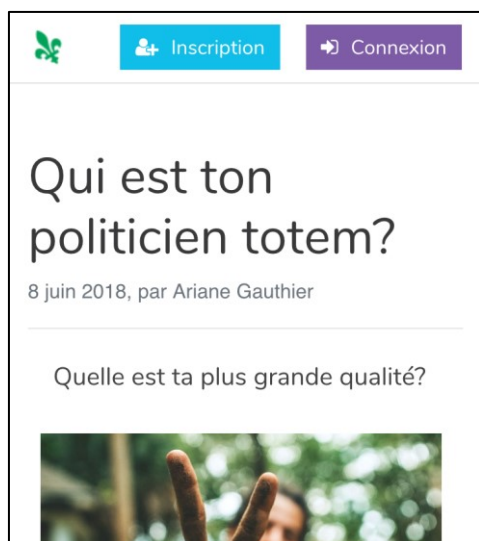 Inscription
Connexion
Qui est ton
politicien totem?
8 juin 2018, par Ariane Gauthier
Quelle est ta plus grande qualité?